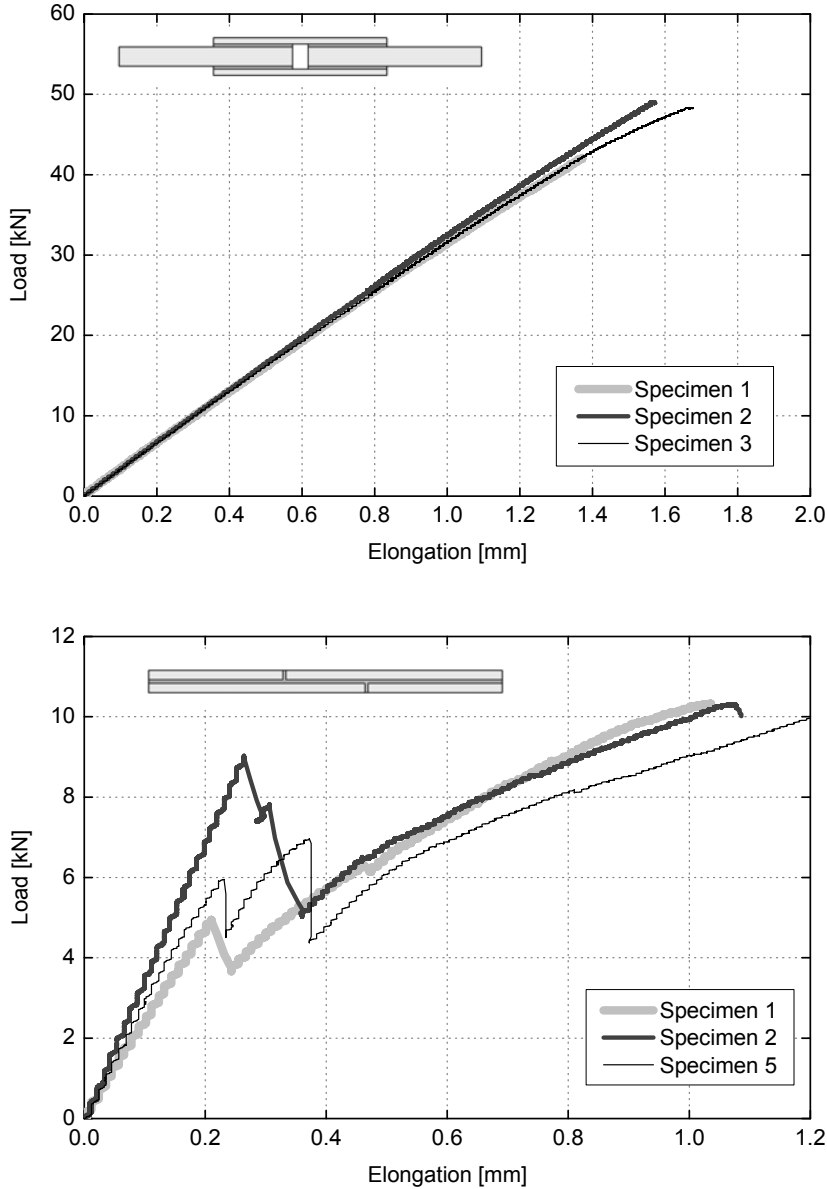 60
50
40
30
20
10
0
Load [kN]
Specimen 1
Specimen 2
Specimen 3
0.0 0.2 0.4 0.6 0.8 1.0 1.2 1.4 1.6 1.8 2.0
Elongation [mm]
12
10
8
6
4
2
0
Load [kN]
Specimen 1
Specimen 2
Specimen 5
0.0 0.2 0.4 0.6 0.8 1.0 1.2
Elongation [mm]